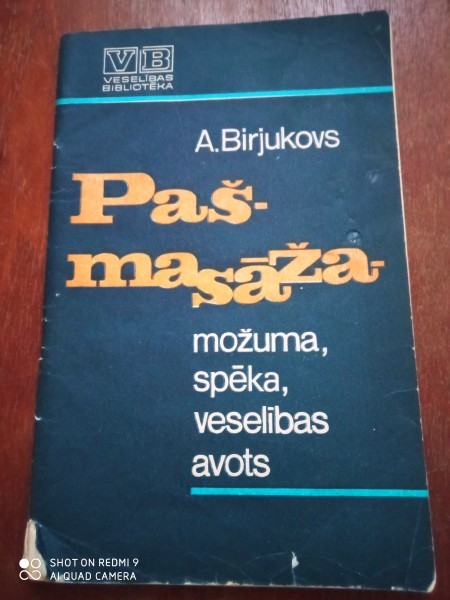 VB
VESELĪBAS
BIBLIOTĒKA
A.Birjukovs
Paš-
masāža-
možuma,
spēka,
veselības
avots
SHOT ON REDMI 9
AI QUAD CAMERA